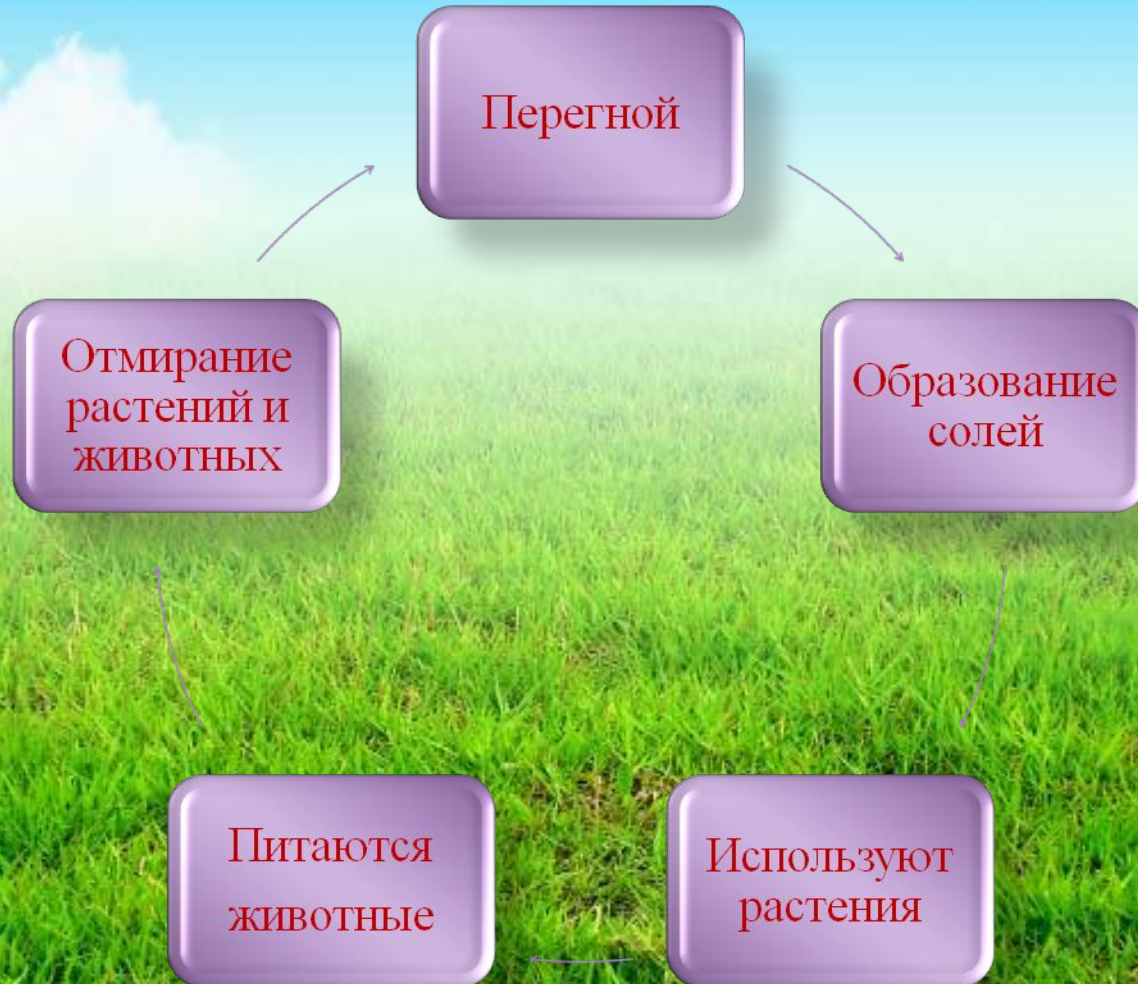 Перегной
Образование
солей
Используют
растения
Питаются
животные
Отмирание
растений и
животных